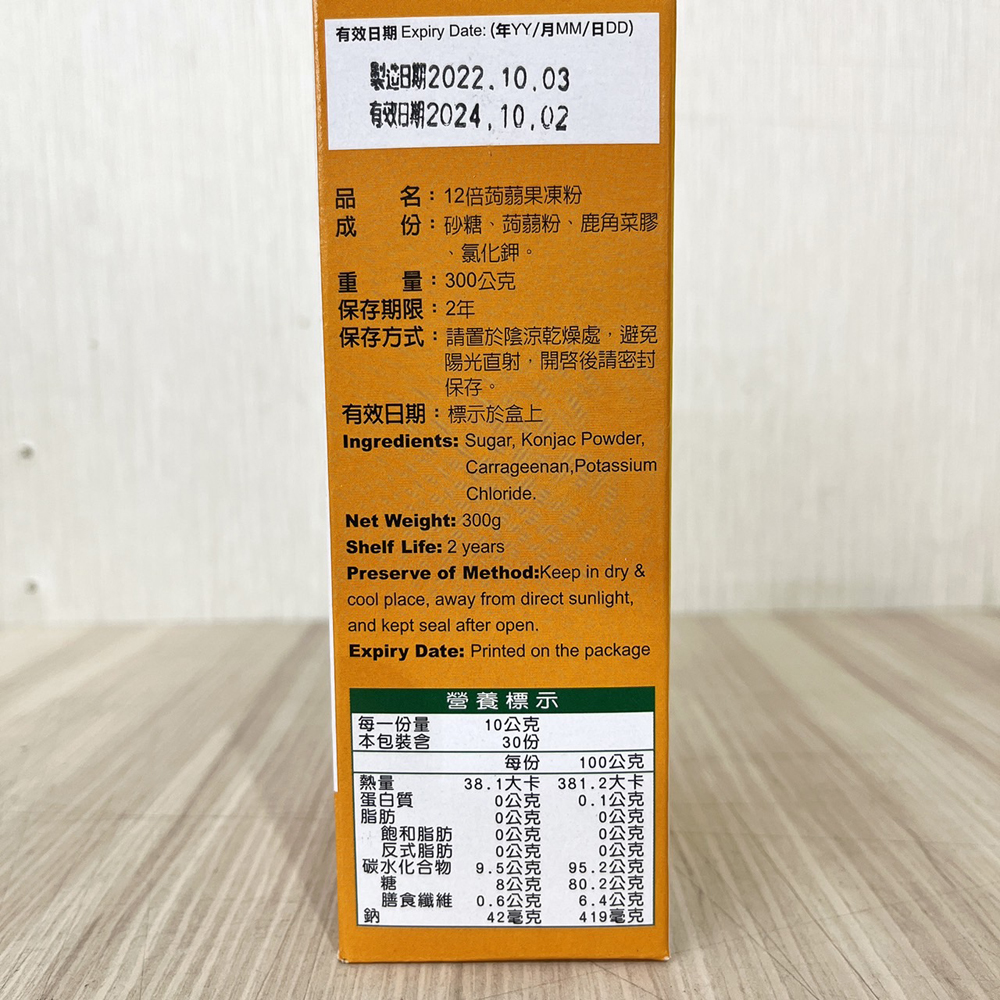 有效日期 Expiry Date: (年YY/月MM/日DD)
製造日期2022.10.03
有效日期2024.10.02
品名：12倍蒟蒻果凍粉
成份：砂糖、蒟蒻粉、鹿角菜膠
、氯化鉀。
重量：300公克
保存期限：2年
保存方式：請置於陰涼乾燥處，避免
陽光直射，開啓後請密封
保存。
有效日期：標示於盒上
Ingredients: Sugar, Konjac Powder,
Carrageenan,Potassium
Chloride.
Net Weight: 300g
Shelf Life: 2 years
Preserve of Method:Keep in dry &
cool place, away from direct sunlight,
and kept seal after open.
Expiry Date: Printed on the package
營養標示
每一份量 10公克
本包裝含 30份
每份 100公克
熱量 38.1大卡 381.2大卡
蛋白質 0公克 0.1公克
脂肪 0公克 0公克
飽和脂肪 0公克 0公克
反式脂肪 0公克 0公克
碳水化合物 9.5公克 95.2公克
糖 8公克 80.2公克
膳食纖維 0.6公克 6.4公克
鈉 42毫克 419毫克